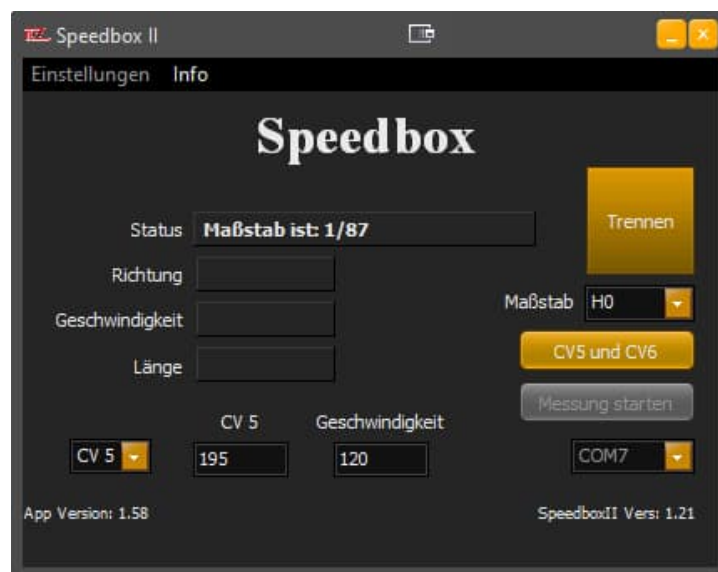 Speedbox II
Einstellungen Info
Speedbox
Status Maßstab ist: 1/87
Trennen
Richtung
Maßstab H0
Geschwindigkeit
CV5 und CV6
Länge
Messung starten
CV 5 Geschwindigkeit
CV 5 195 120 COM7
App Version: 1.58 SpeedboxII Vers: 1.21